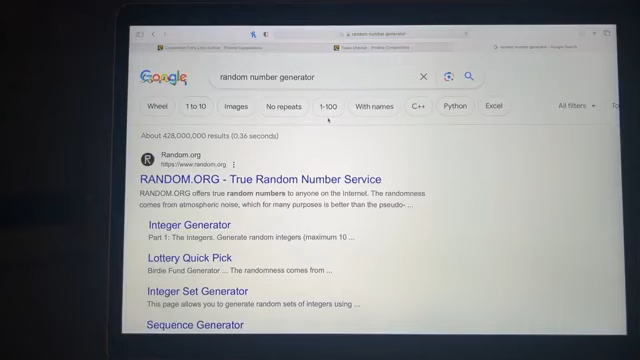 random number generator
Google
random number generator
Wheel
1 to 10
Images
No repeats
1-100
With names
C++
Python
Excel
All filters
To
About 428,000,000 results (0.36 seconds)
R
Random.org
https://www.random.org
RANDOM.ORG - True Random Number Service
RANDOM.ORG offers true random numbers to anyone on the Internet. The randomness
comes from atmospheric noise, which for many purposes is better than the pseudo- ...
Integer Generator
Part 1: The Integers. Generate random integers (maximum 10 ...
Lottery Quick Pick
Birdie Fund Generator ... The randomness comes from ...
Integer Set Generator
This page allows you to generate random sets of integers using ...
Sequence Generator